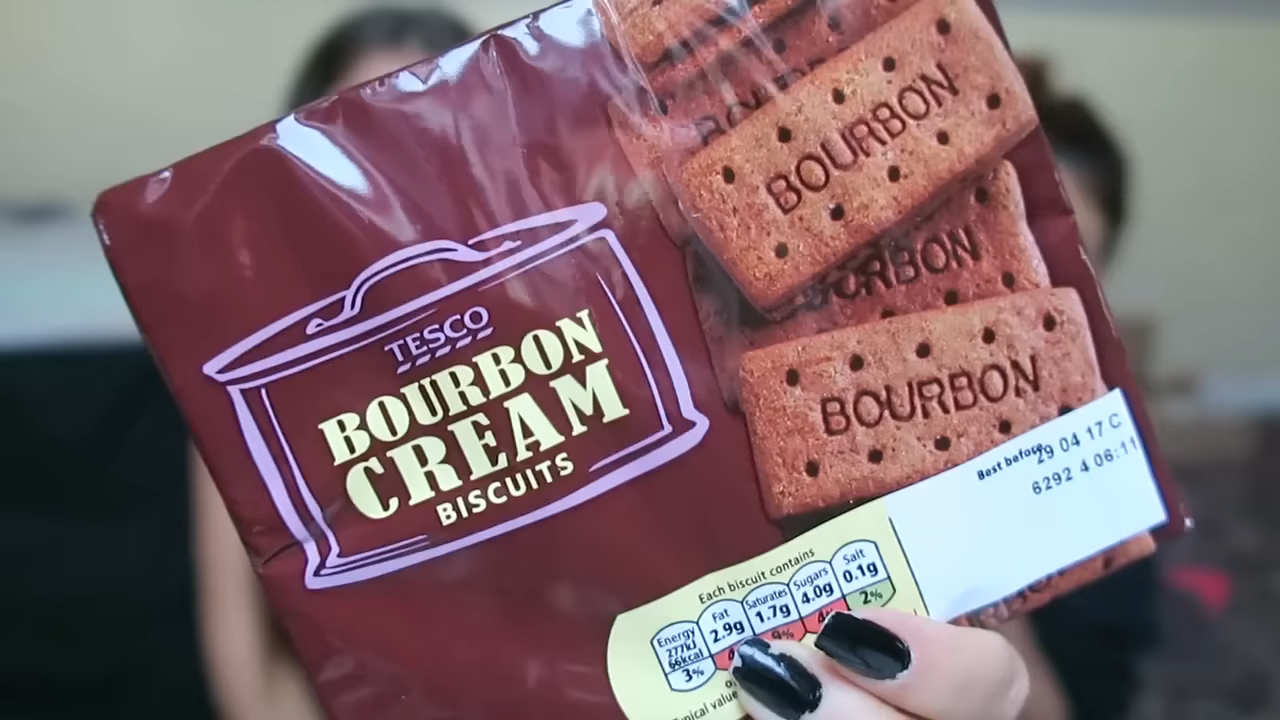 TESCO
BOURBON
CREAM
BISCUITS
BOURBON
BOURBON
BOURBON
Best before 29 04 17 C
6292 4 06:11
Each biscuit contains
Energy
277kJ
66kcal
3%
Fat
2.9g
Saturates
1.7g
9%
Sugars
4.0g
Salt
0.1g
2%